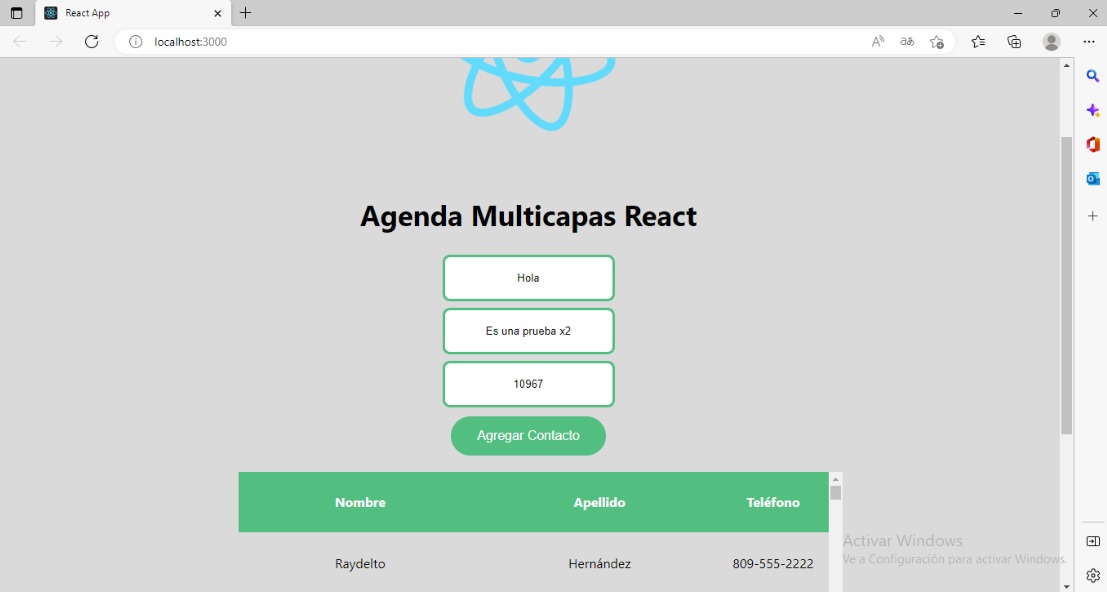 React App
localhost:3000
Agenda Multicapas React
Hola
Es una prueba x2
10967
Agregar Contacto
Nombre Apellido Teléfono
Raydelto Hernández 809-555-2222
Activar Windows
Ve a Configuración para activar Windows.